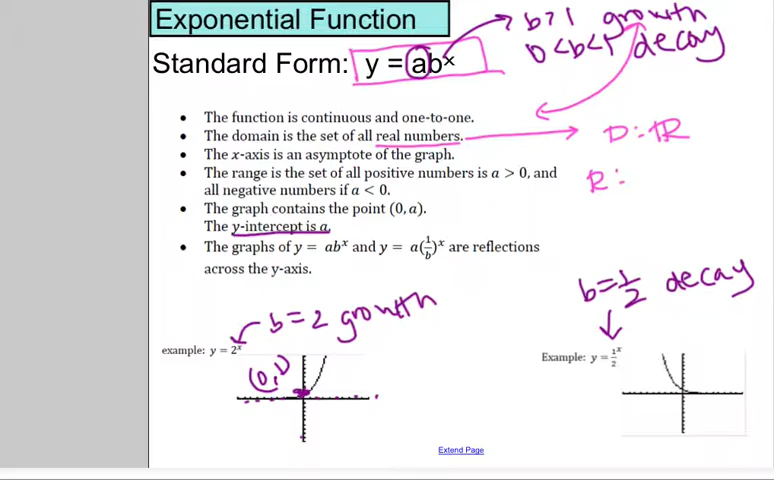 Exponential Function
b>1 growth
0<b<1 decay
Standard Form: y = abˣ
• The function is continuous and one-to-one.
• The domain is the set of all real numbers.
D: ℝ
• The x-axis is an asymptote of the graph.
• The range is the set of all positive numbers is a > 0, and
all negative numbers if a < 0.
R:
• The graph contains the point (0, a).
The y-intercept is a.
• The graphs of y = abˣ and y = a(1/b)ˣ are reflections
across the y-axis.
b=1/2 decay
b=2 growth
example: y = 2ˣ
Example: y = 1/2ˣ
(0,1)
Extend Page